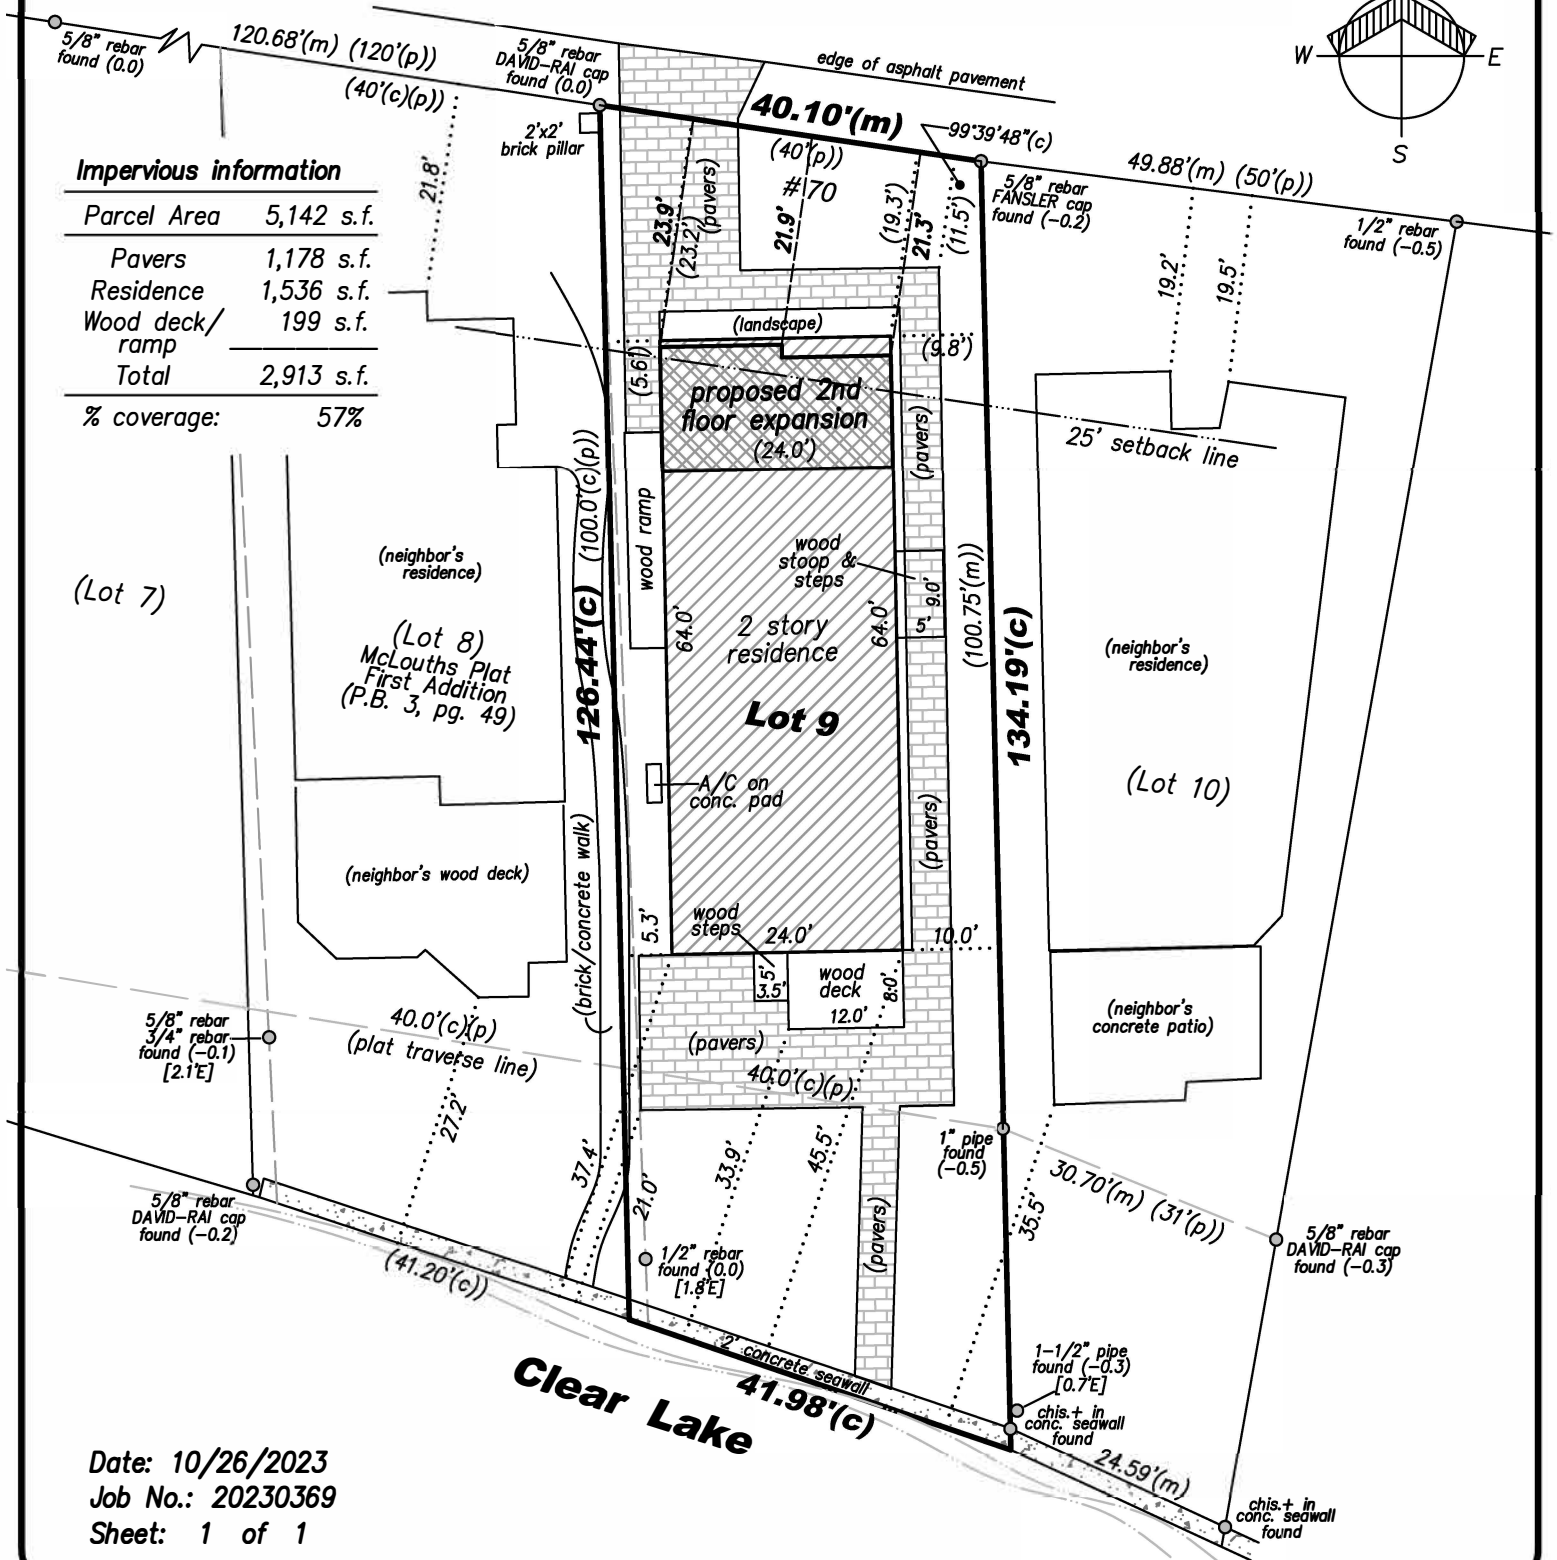 5/8" rebar
found (0.0)
120.68'(m) (120'(p))
(40'(c)(p))
5/8" rebar
DAVID-RAI cap
found (0.0)
2'x2'
brick pillar
edge of asphalt pavement
40.10'(m)
(40'(p))
#70
99°39'48"(c)
5/8" rebar
FANSLER cap
found (-0.2)
49.88'(m) (50'(p))
1/2" rebar
found (-0.5)
W
E
S
Impervious information
Parcel Area 5,142 s.f.
Pavers 1,178 s.f.
Residence 1,536 s.f.
Wood deck/ 199 s.f.
ramp
Total 2,913 s.f.
% coverage: 57%
21.8'
23.9'
(23.2')
(pavers)
21.9'
(19.3')
21.3'
(11.5')
19.2'
19.5'
(landscape)
(5.6')
(9.8')
proposed 2nd
floor expansion
(24.0')
25' setback line
(pavers)
(100.0'(c)(p))
126.44'(c)
wood ramp
64.0'
wood
stoop &
steps
9.0'
5'
64.0'
2 story
residence
Lot 9
(100.75'(m))
134.19'(c)
(Lot 7)
(neighbor's
residence)
(Lot 8)
McLouths Plat
First Addition
(P.B. 3, pg. 49)
(neighbor's
residence)
(Lot 10)
A/C on
conc. pad
(pavers)
(neighbor's wood deck)
(brick/concrete walk)
5.3'
wood
steps
24.0'
10.0'
5'
3.5'
wood
deck
8.0'
12.0'
(neighbor's
concrete patio)
5/8" rebar
3/4" rebar
found (-0.1)
[2.1'E]
40.0'(c)(p)
(plat traverse line)
(pavers)
40.0'(c)(p)
27.2'
37.4'
21.0'
33.9'
45.5'
1" pipe
found
(-0.5)
30.70'(m) (31'(p))
35.5'
(pavers)
5/8" rebar
DAVID-RAI cap
found (-0.2)
(41.20'(c))
1/2" rebar
found (0.0)
[1.8'E]
5/8" rebar
DAVID-RAI cap
found (-0.3)
2' concrete seawall
41.98'(c)
Clear Lake
1-1/2" pipe
found (-0.3)
[0.7'E]
chis.+ in
conc. seawall
found
24.59'(m)
chis.+ in
conc. seawall
found
Date: 10/26/2023
Job No.: 20230369
Sheet: 1 of 1